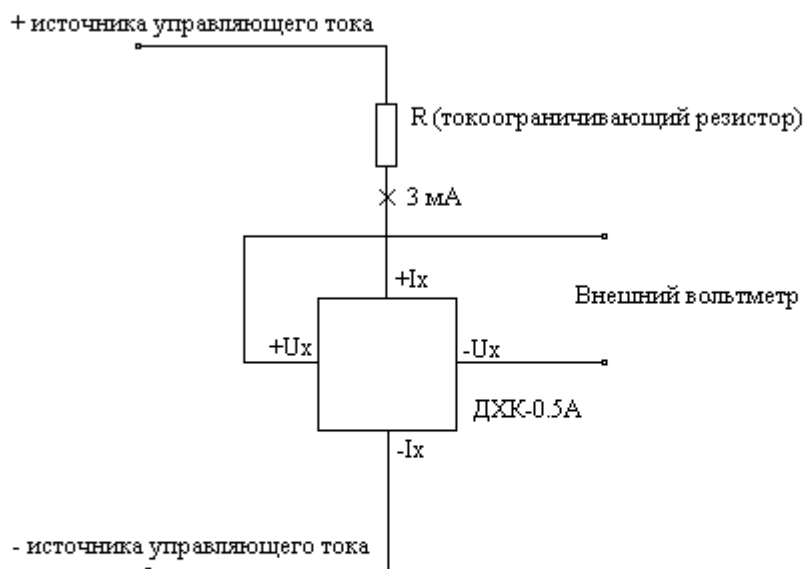 + источника управляющего тока
R (токоограничивающий резистор)
3 мА
+Ix
Внешний вольтметр
+Ux
-Ux
ДХК-0.5А
-Ix
- источника управляющего тока